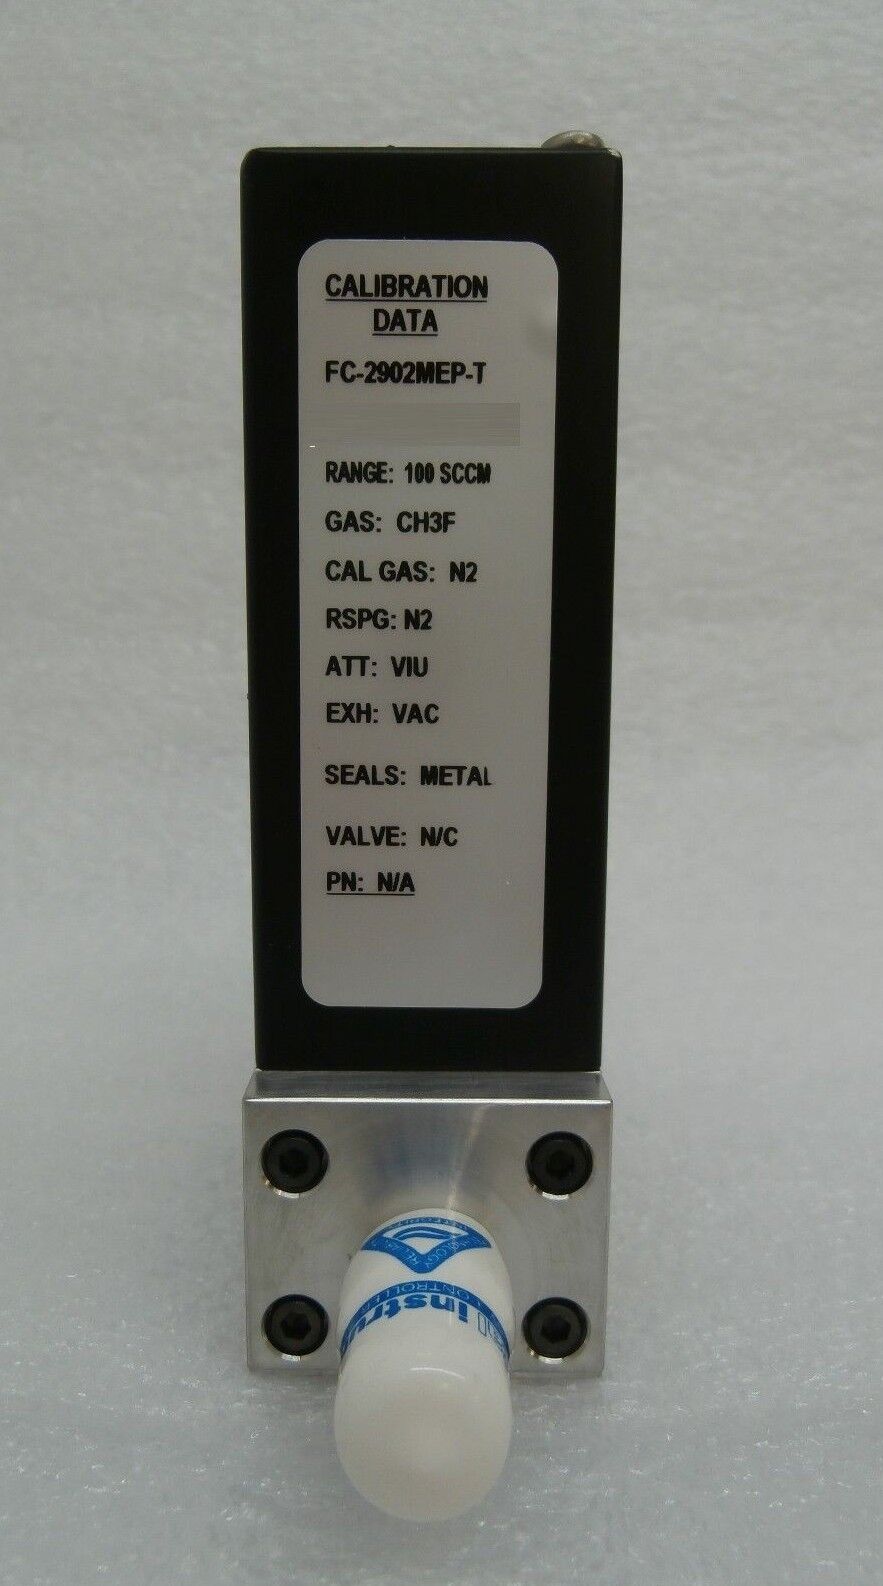 CALIBRATION
DATA
FC-2902MEP-T
RANGE: 100 SCCM
GAS: CH3F
CAL GAS: N2
RSPG: N2
ATT: VIU
EXH: VAC
SEALS: METAL
VALVE: N/C
PN: N/A